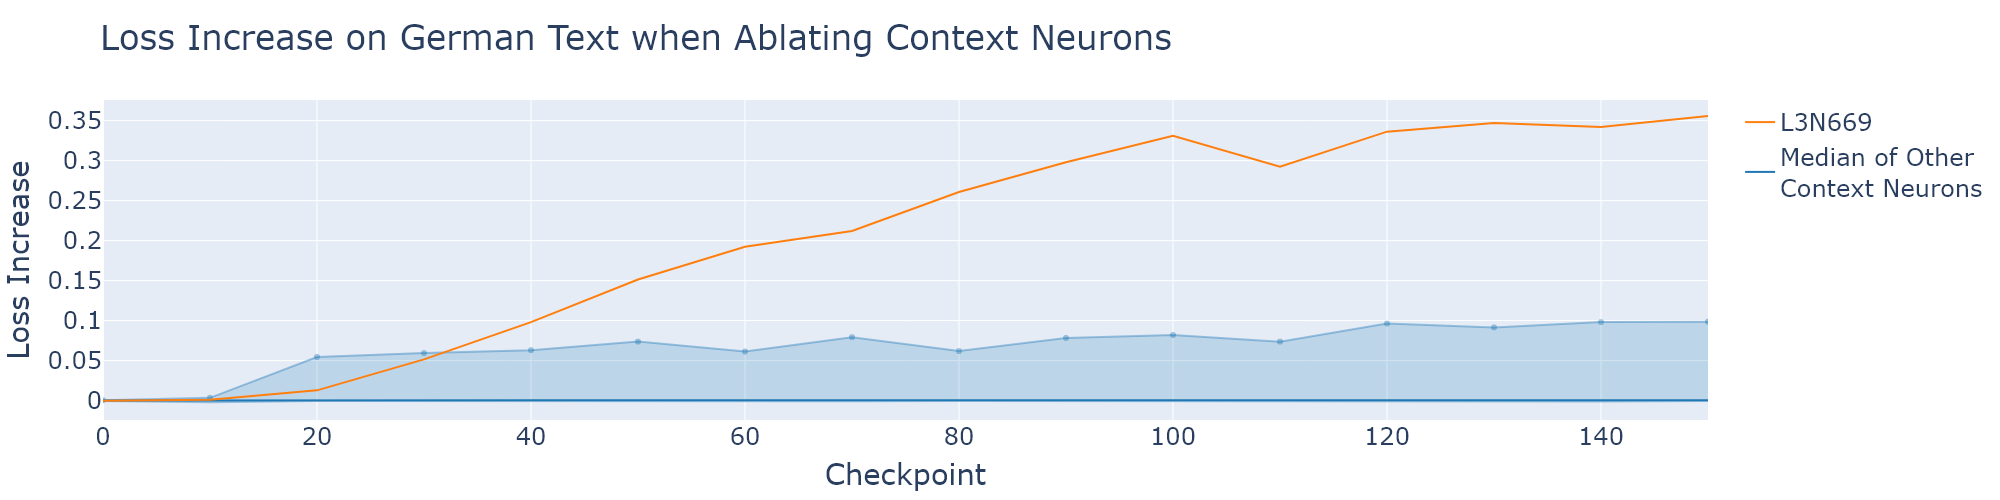 Loss Increase on German Text when Ablating Context Neurons
Loss Increase
0.35
0.3
0.25
0.2
0.15
0.1
0.05
0
0 20 40 60 80 100 120 140
Checkpoint
L3N669
Median of Other
Context Neurons